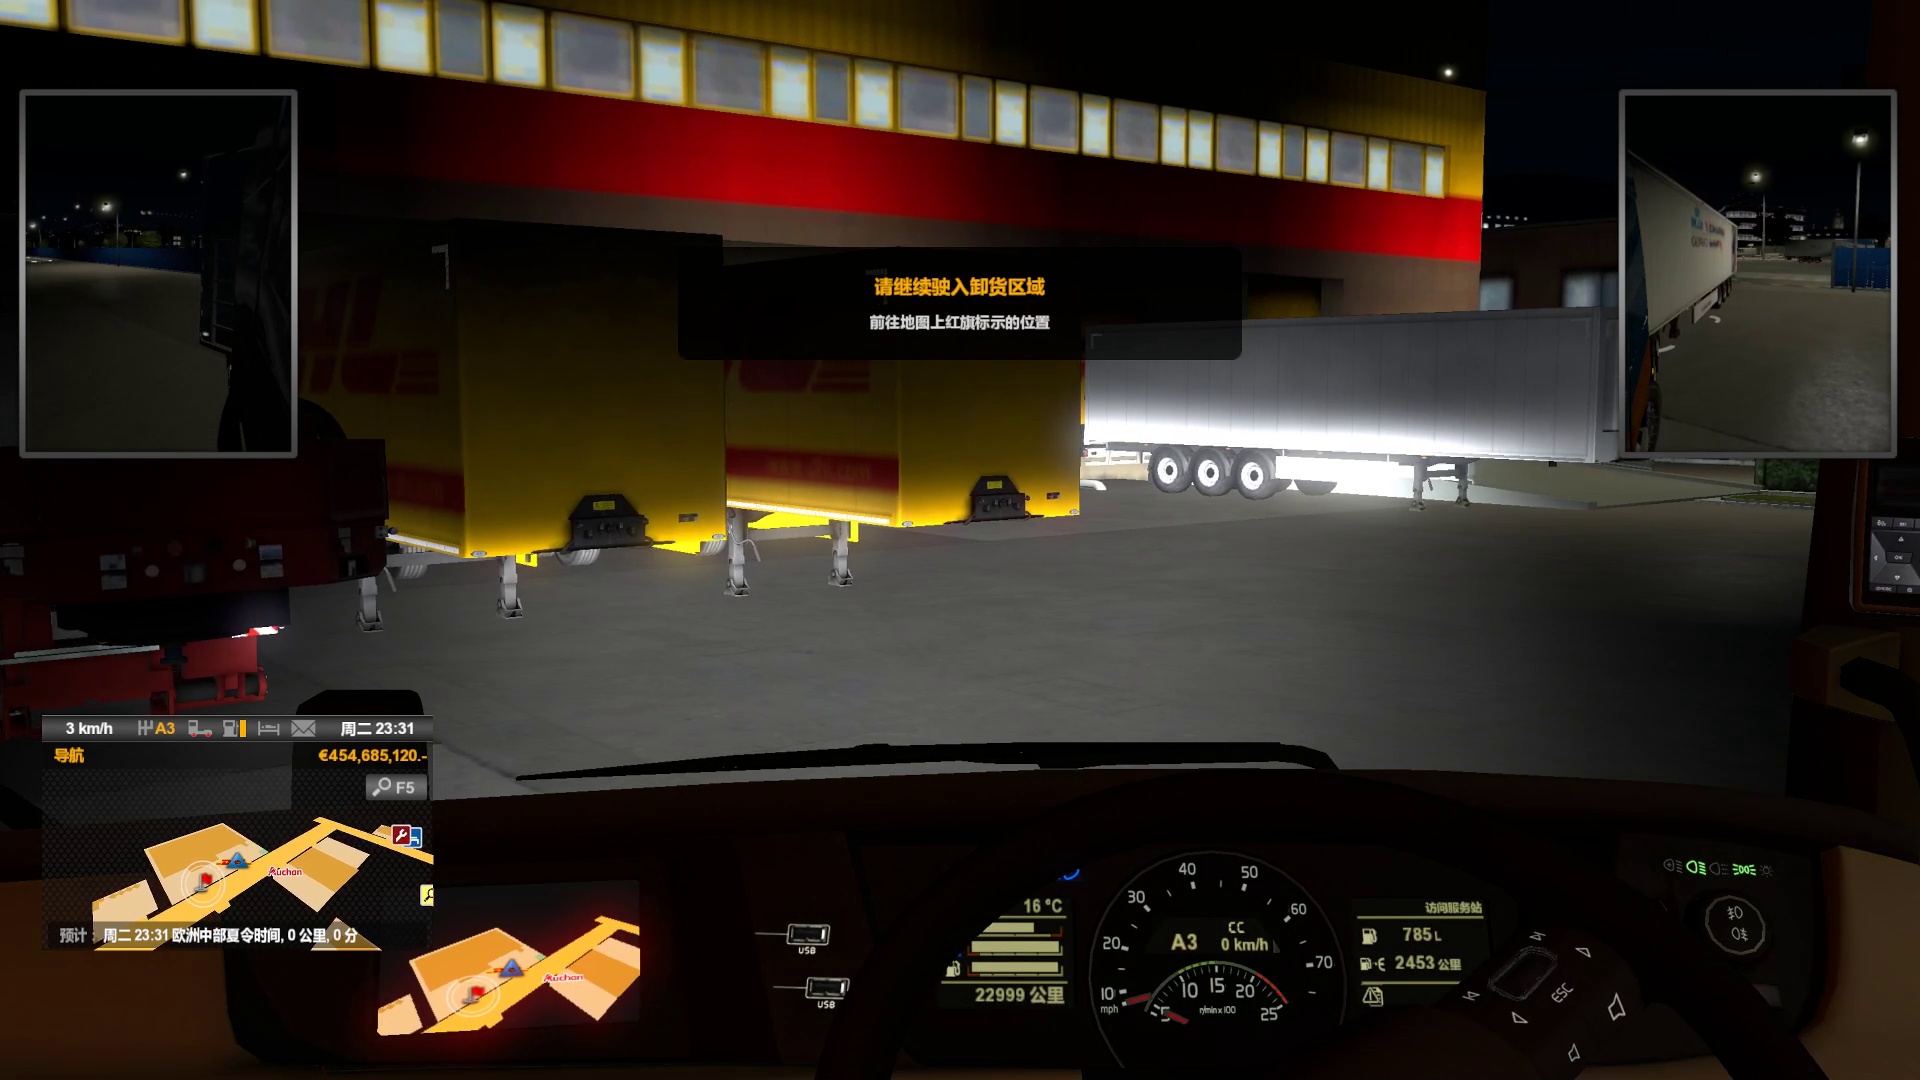 请继续驶入卸货区域
前往地图上红旗标示的位置
3 km/h A3 周二 23:31
导航 €454,685,120.-
F5
Auchan
预计： 周二 23:31 欧洲中部夏令时间, 0 公里, 0 分
Auchan
USB
USB
16 °C
22999 公里
10 20 30 40 50 60 70
mph
CC
A3 0 km/h
5 10 15 20 25
r/min x 100
访问服务站
785 L
2453 公里
ESC